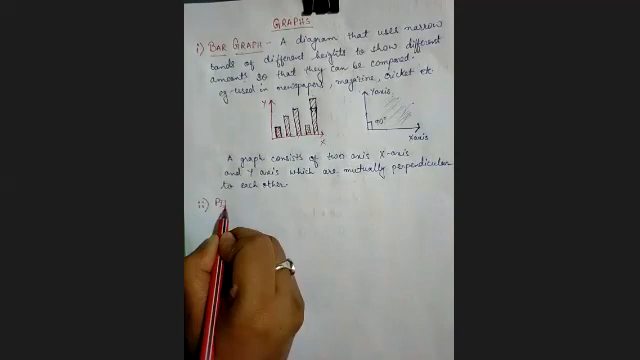 GRAPHS
i) BAR GRAPH - A diagram that uses narrow
bands of different heights to show different
amounts so that they can be compared.
eg- used in newspapers, magazine, cricket etc.
Y
X
Y axis
90°
X axis
A graph consists of two axis X-axis
and Y axis which are mutually perpendicular
to each other.
ii) PI